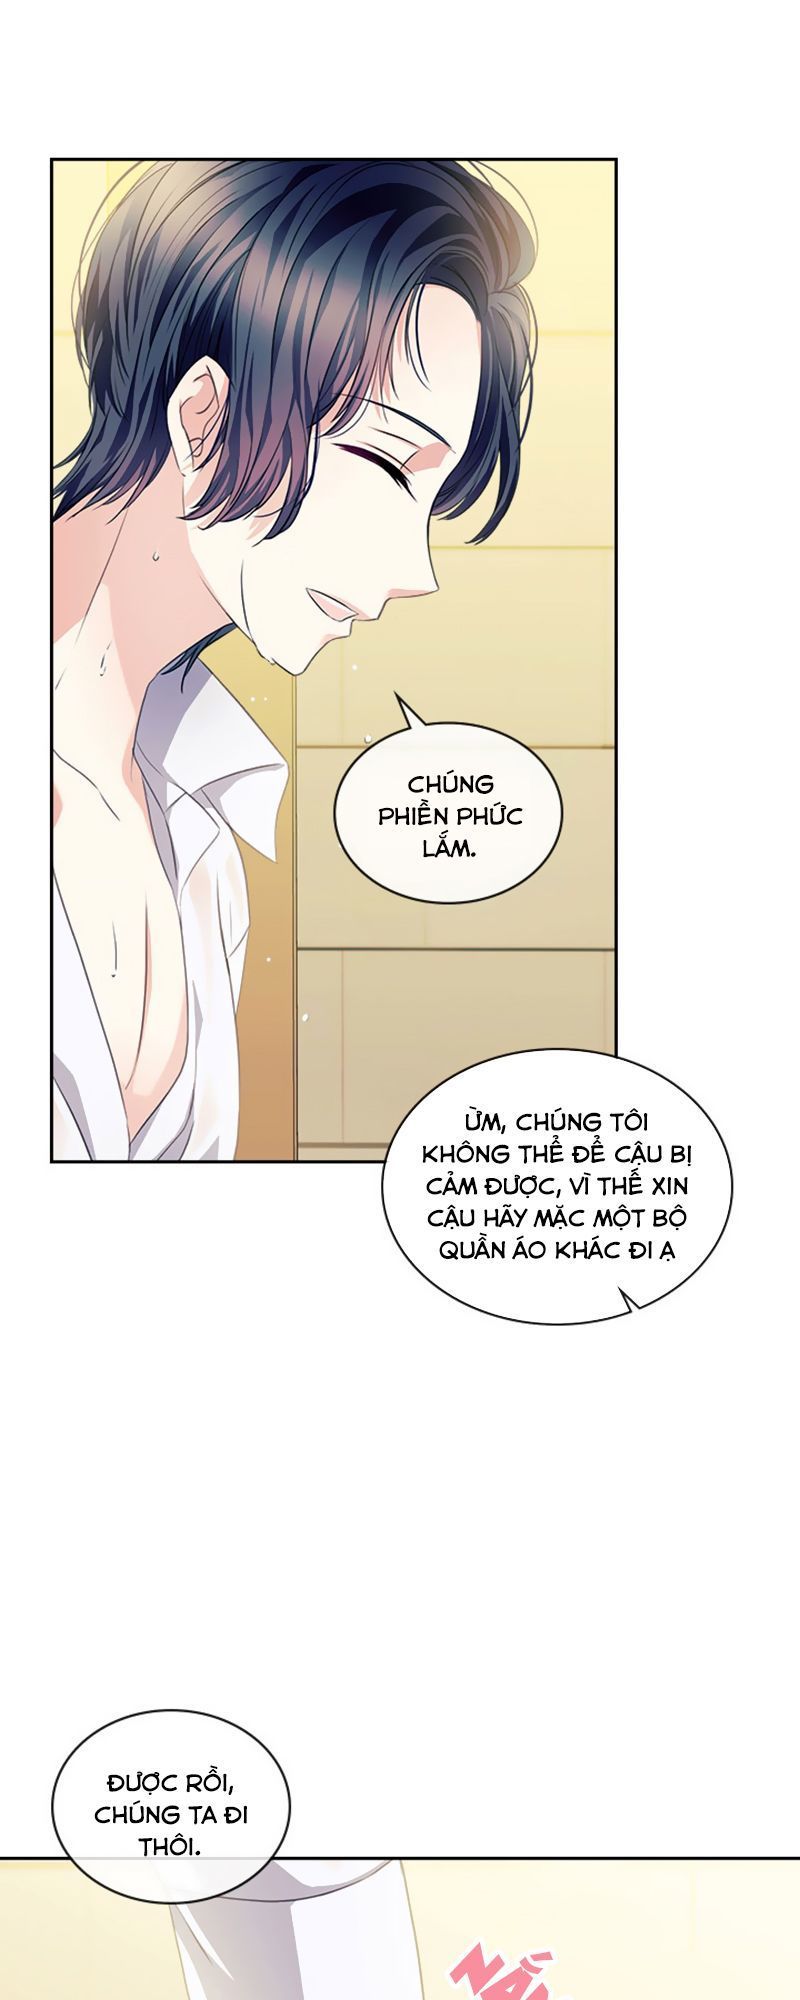 CHÚNG
PHIỀN PHỨC
LẮM.
ỪM, CHÚNG TÔI
KHÔNG THỂ ĐỂ CẬU BỊ
CẢM ĐƯỢC, VÌ THẾ XIN
CẬU HÃY MẶC MỘT BỘ
QUẦN ÁO KHÁC ĐI Ạ
ĐƯỢC RỒI,
CHÚNG TA ĐI
THÔI.
NẮ